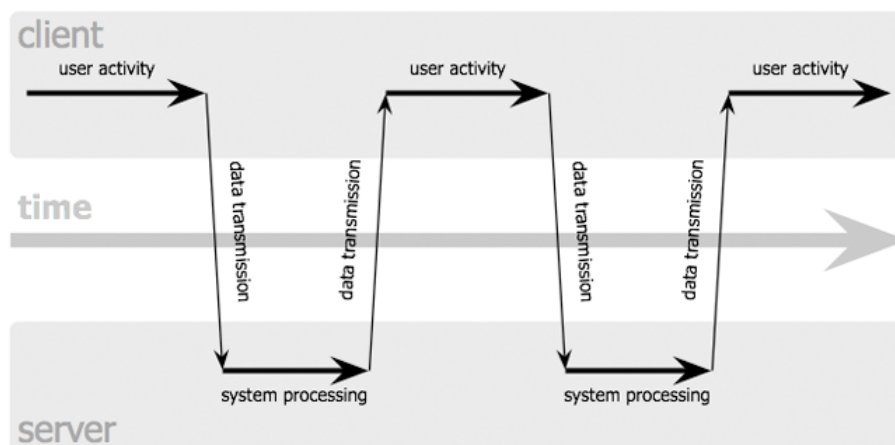 client
user activity
user activity
user activity
data transmission
data transmission
data transmission
data transmission
time
system processing
system processing
server